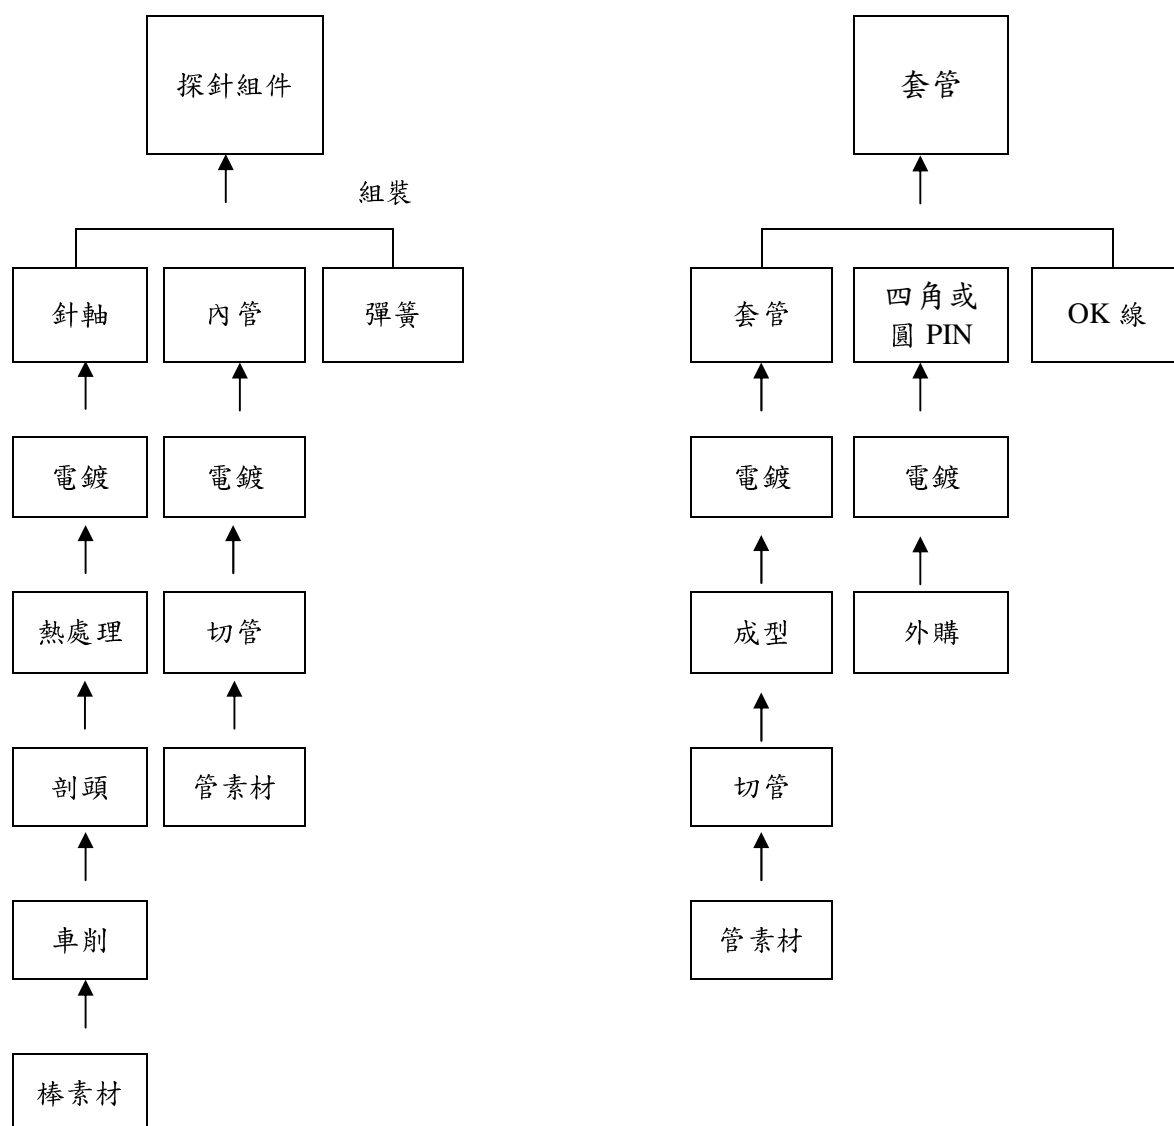 探針組件
套管
組裝
針軸
內管
彈簧
套管
四角或
圓 PIN
OK 線
電鍍
電鍍
電鍍
電鍍
熱處理
切管
成型
外購
剖頭
管素材
切管
車削
管素材
棒素材